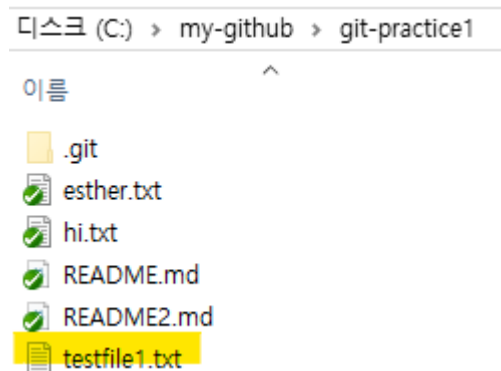 디스크 (C:) > my-github > git-practice1
이름
.git
esther.txt
hi.txt
README.md
README2.md
testfile1.txt